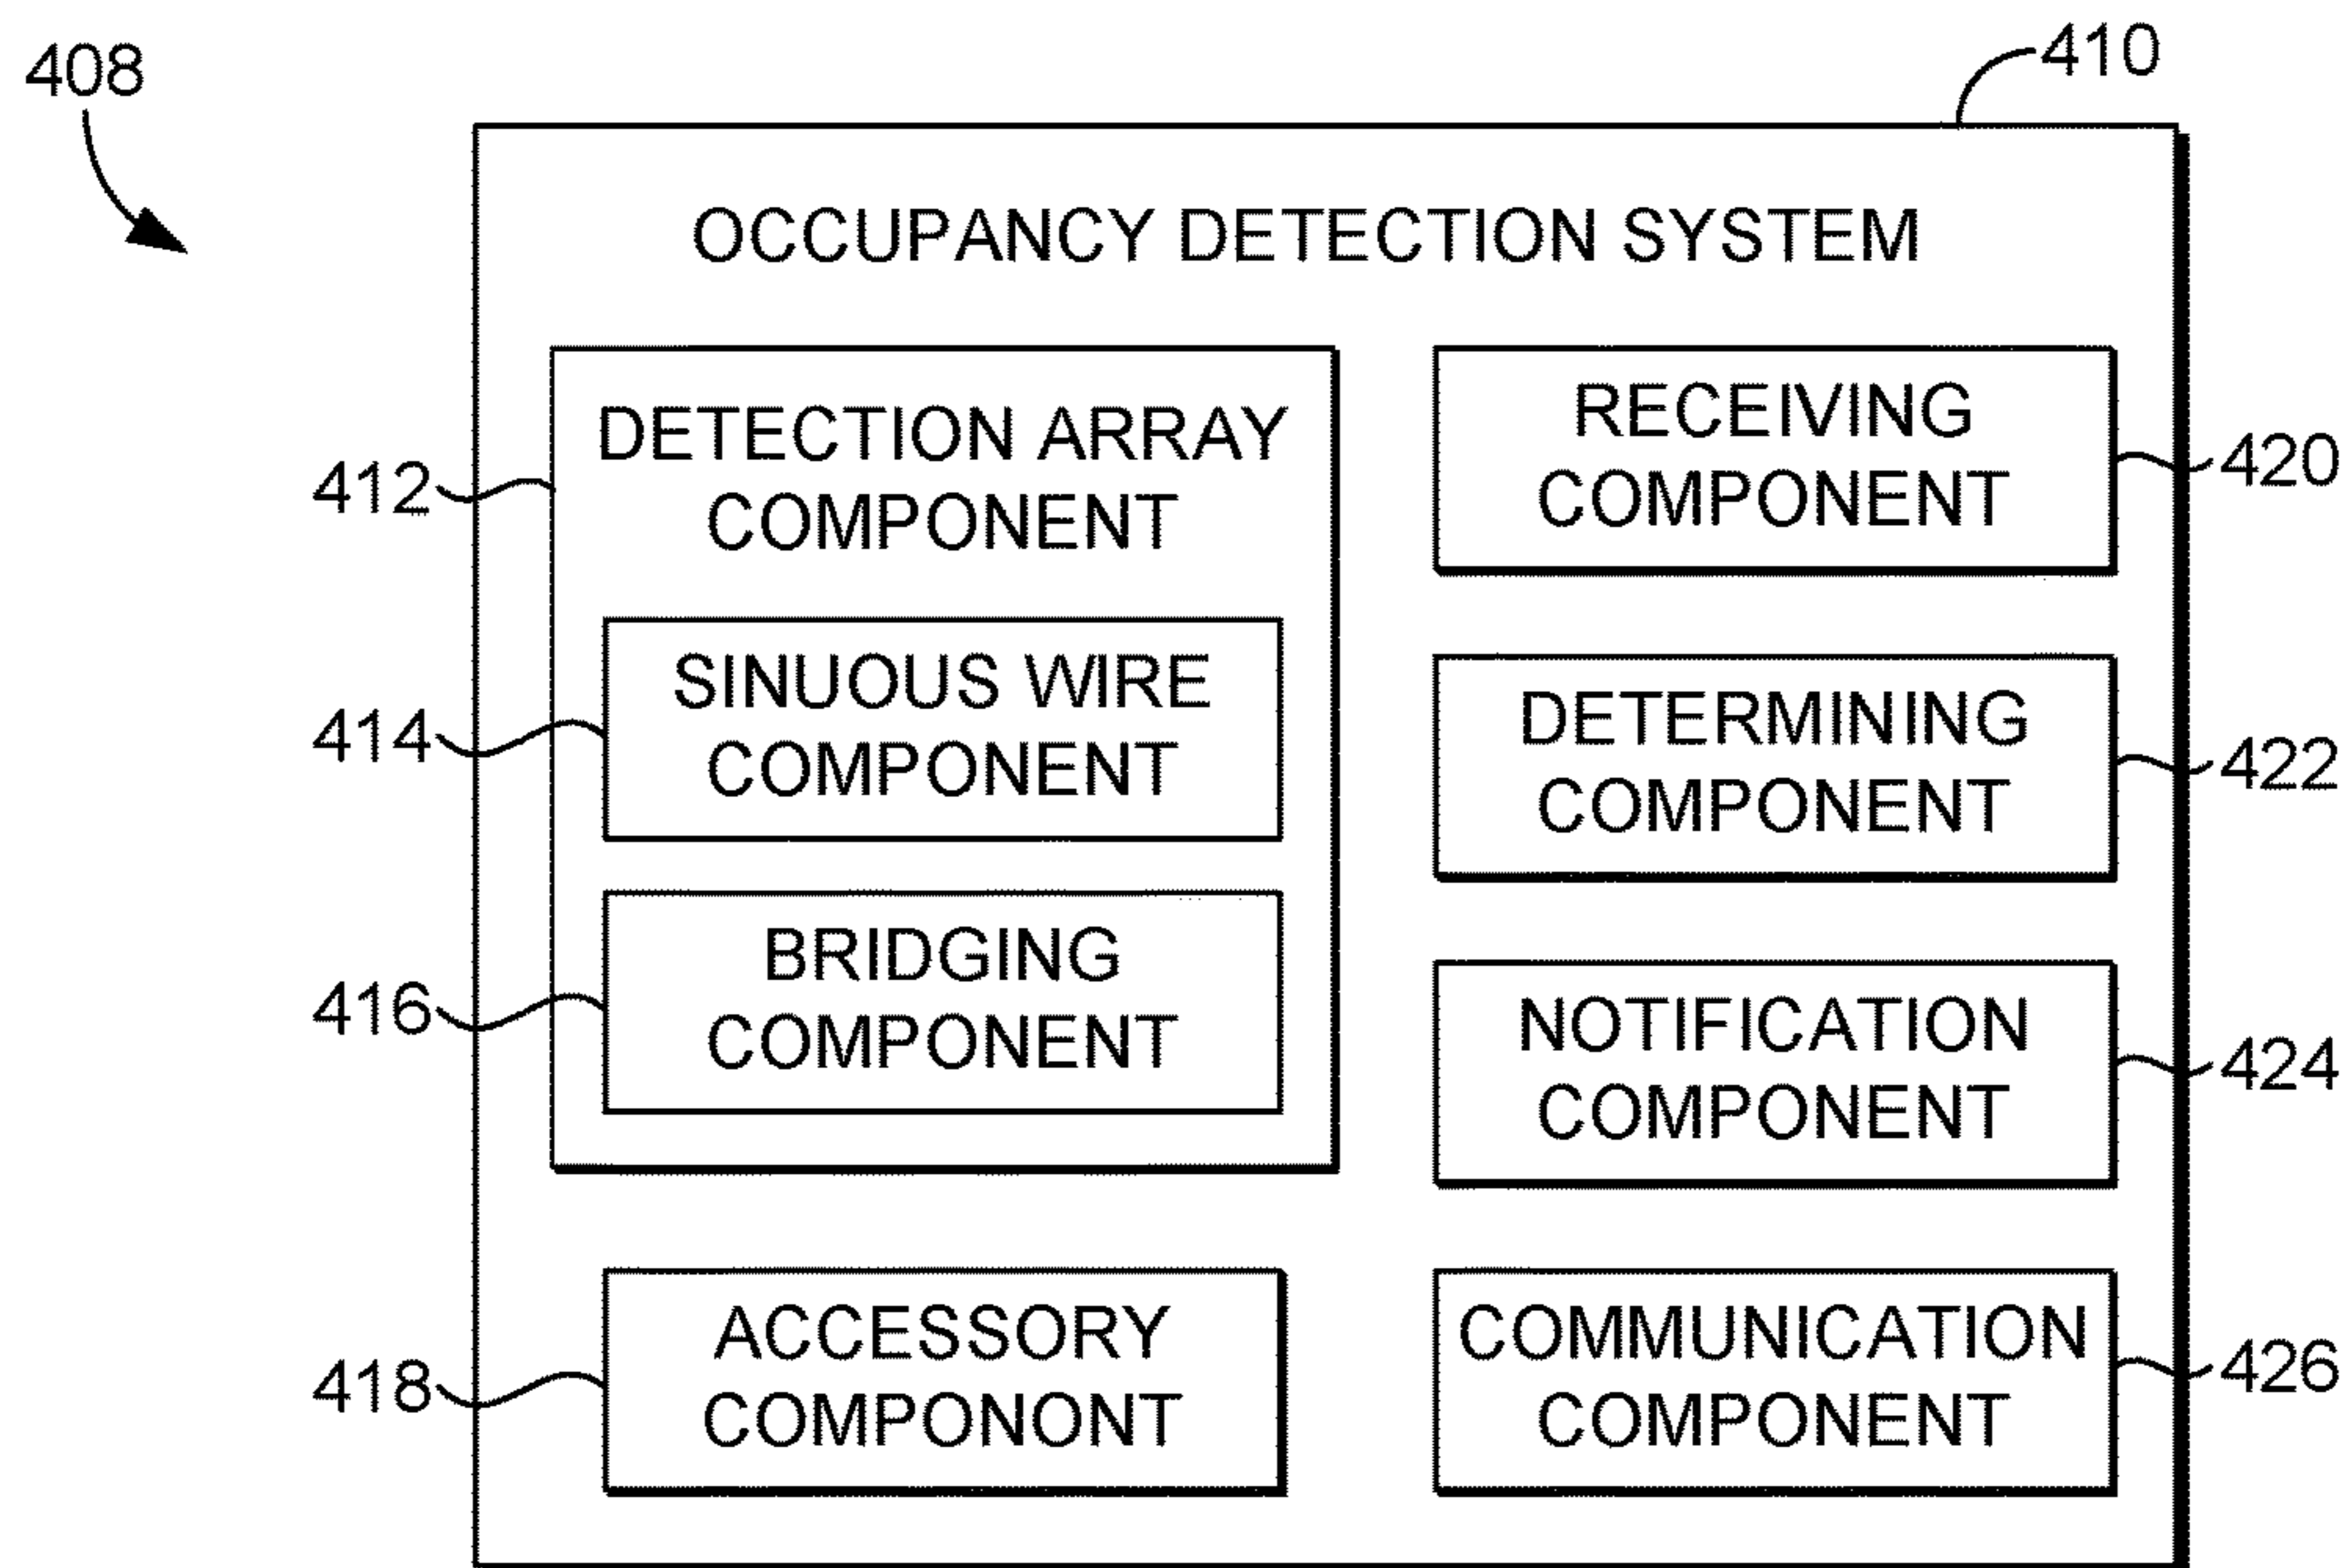 408
410
OCCUPANCY DETECTION SYSTEM
412
DETECTION ARRAY
COMPONENT
414
SINUOUS WIRE
COMPONENT
416
BRIDGING
COMPONENT
418
ACCESSORY
COMPONONT
RECEIVING
COMPONENT
420
DETERMINING
COMPONENT
422
NOTIFICATION
COMPONENT
424
COMMUNICATION
COMPONENT
426